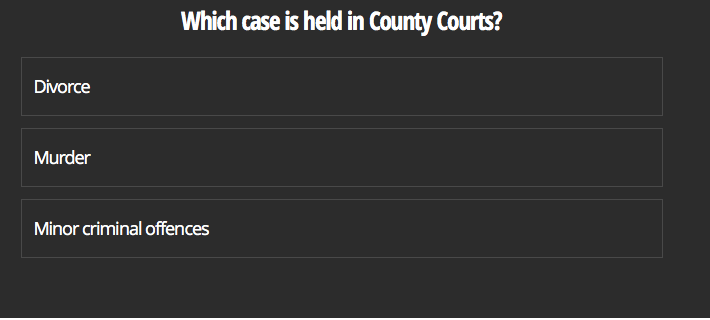 Which case is held in County Courts?
Divorce
Murder
Minor criminal offences